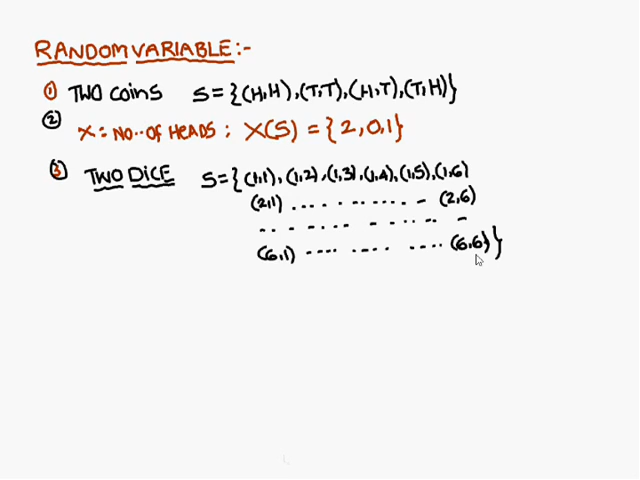 RANDOM VARIABLE:-
① TWO COINS S={(H,H),(T,T),(H,T),(T,H)}
② X=NO..OF HEADS; X(S) = {2,0,1}
③ TWO DICE S={(1,1),(1,2),(1,3),(1,4),(1,5),(1,6)
(2,1) ... .. ... ... - (2,6)
.. . - ... . - .. ... .. -
(6,1) .... .... .... (6,6)}